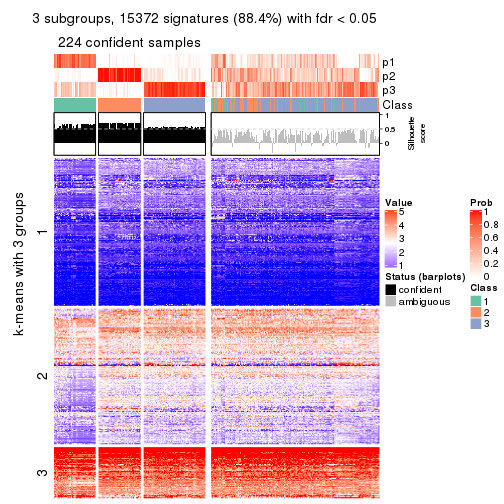 3 subgroups, 15372 signatures (88.4%) with fdr < 0.05
224 confident samples
p1
p2
p3
Class
1
0.5
0
Silhouette
score
k-means with 3 groups
1
2
3
Value
5
4
3
2
1
Status (barplots)
confident
ambiguous
Prob
1
0.8
0.6
0.4
0.2
0
Class
1
2
3